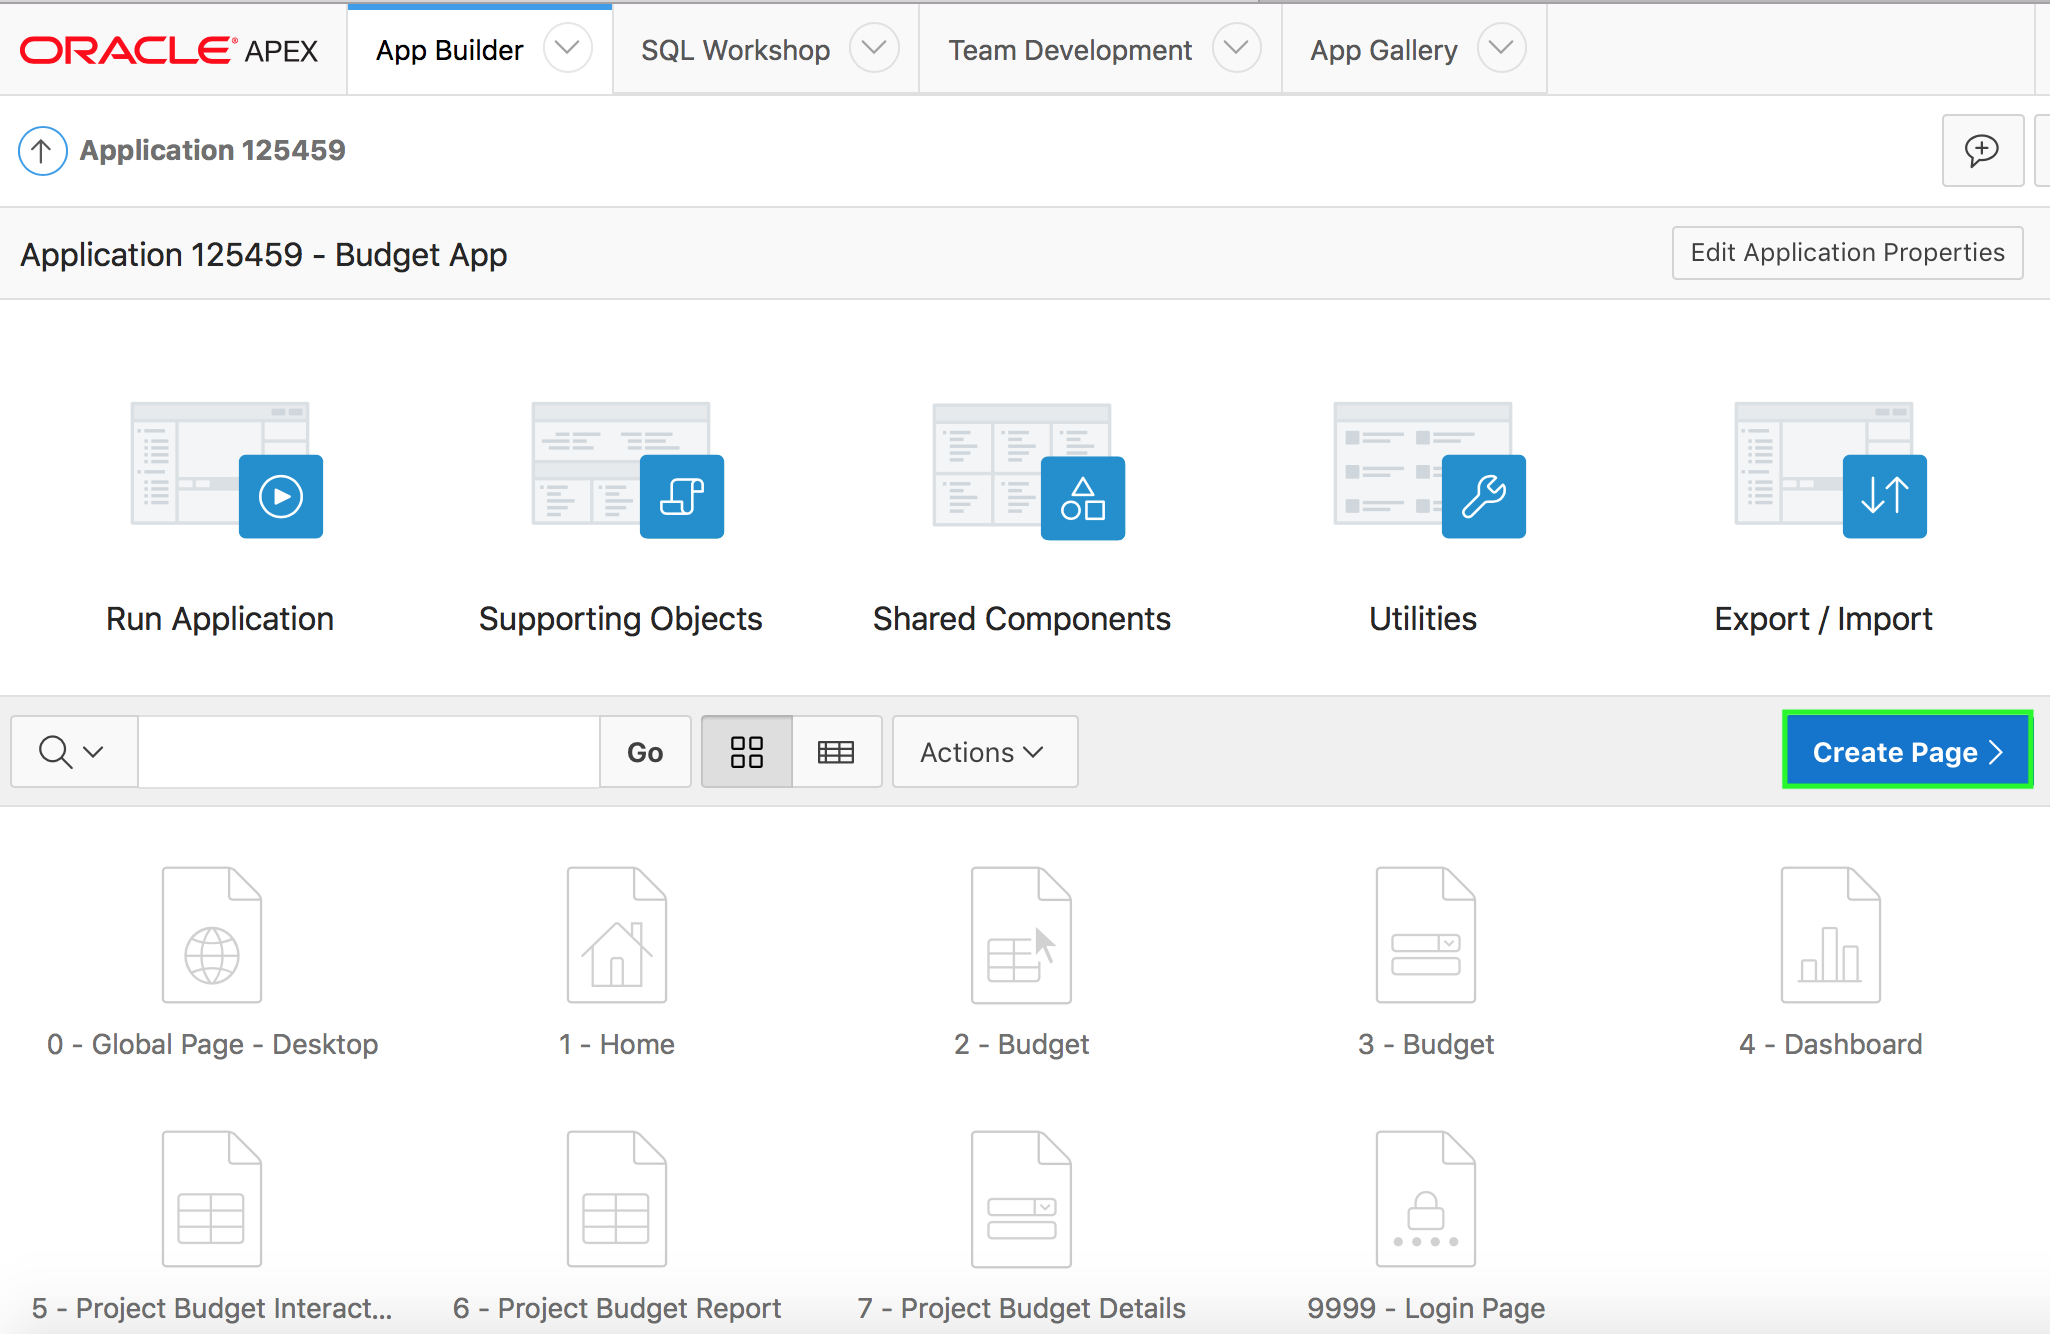 ORACLE® APEX
App Builder
SQL Workshop
Team Development
App Gallery
Application 125459
Application 125459 - Budget App
Edit Application Properties
Run Application
Supporting Objects
Shared Components
Utilities
Export / Import
Go
Actions
Create Page
0 - Global Page - Desktop
1 - Home
2 - Budget
3 - Budget
4 - Dashboard
5 - Project Budget Interact...
6 - Project Budget Report
7 - Project Budget Details
9999 - Login Page